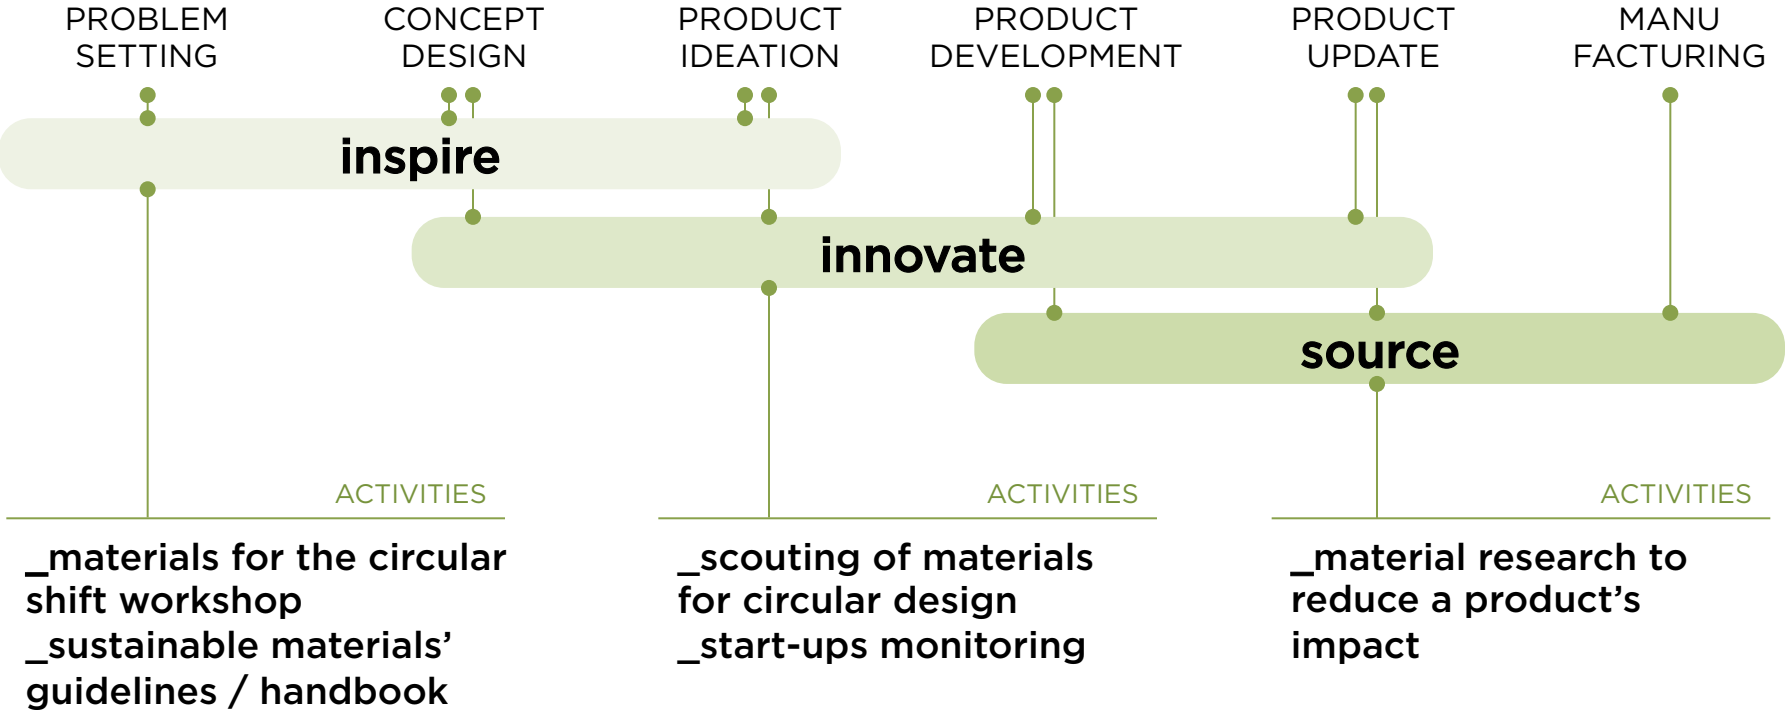 PROBLEM
SETTING
CONCEPT
DESIGN
PRODUCT
IDEATION
PRODUCT
DEVELOPMENT
PRODUCT
UPDATE
MANU
FACTURING
inspire
innovate
source
ACTIVITIES
_materials for the circular
shift workshop
_sustainable materials’
guidelines / handbook
ACTIVITIES
_scouting of materials
for circular design
_start-ups monitoring
ACTIVITIES
_material research to
reduce a product’s
impact